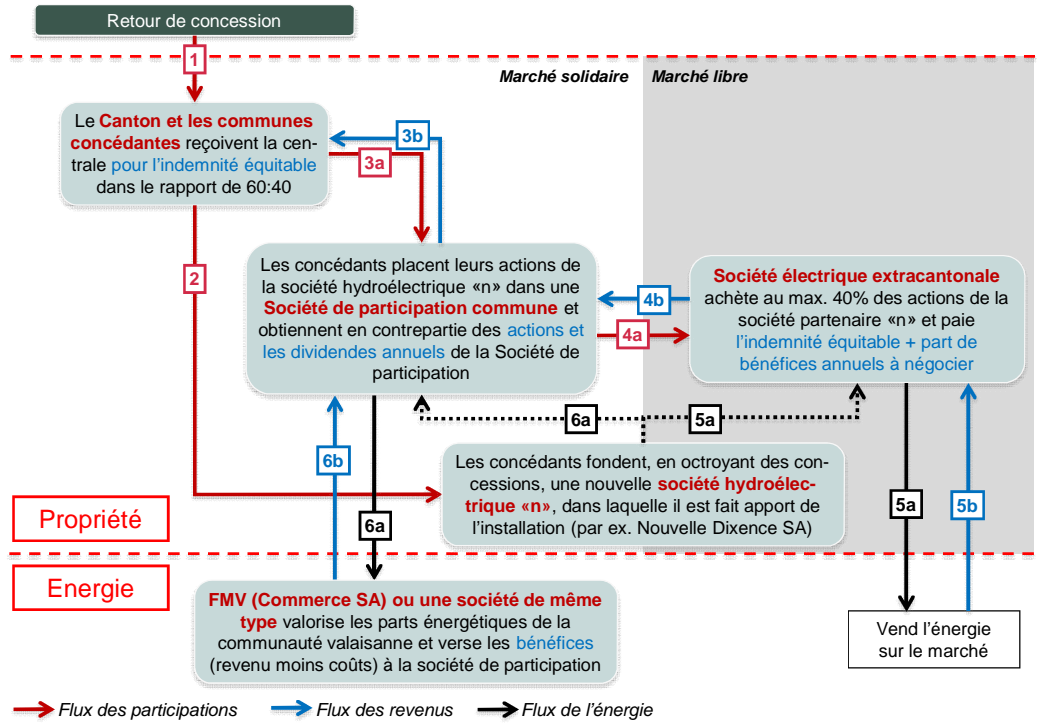 Retour de concession
1
Marché solidaire
Marché libre
Le Canton et les communes
concédantes reçoivent la cen-
trale pour l'indemnité équitable
dans le rapport de 60:40
3b
3a
2
Les concédants placent leurs actions de
la société hydroélectrique «n» dans une
Société de participation commune et
obtiennent en contrepartie des actions et
les dividendes annuels de la Société de
participation
4b
4a
Société électrique extracantonale
achète au max. 40% des actions de la
société partenaire «n» et paie
l'indemnité équitable + part de
bénéfices annuels à négocier
6a
5a
6b
Les concédants fondent, en octroyant des con-
cessions, une nouvelle société hydroélec-
trique «n», dans laquelle il est fait apport de
l'installation (par ex. Nouvelle Dixence SA)
5a
5b
Propriété
6a
Energie
FMV (Commerce SA) ou une société de même
type valorise les parts énergétiques de la
communauté valaisanne et verse les bénéfices
(revenu moins coûts) à la société de participation
Vend l'énergie
sur le marché
Flux des participations
Flux des revenus
Flux de l'énergie